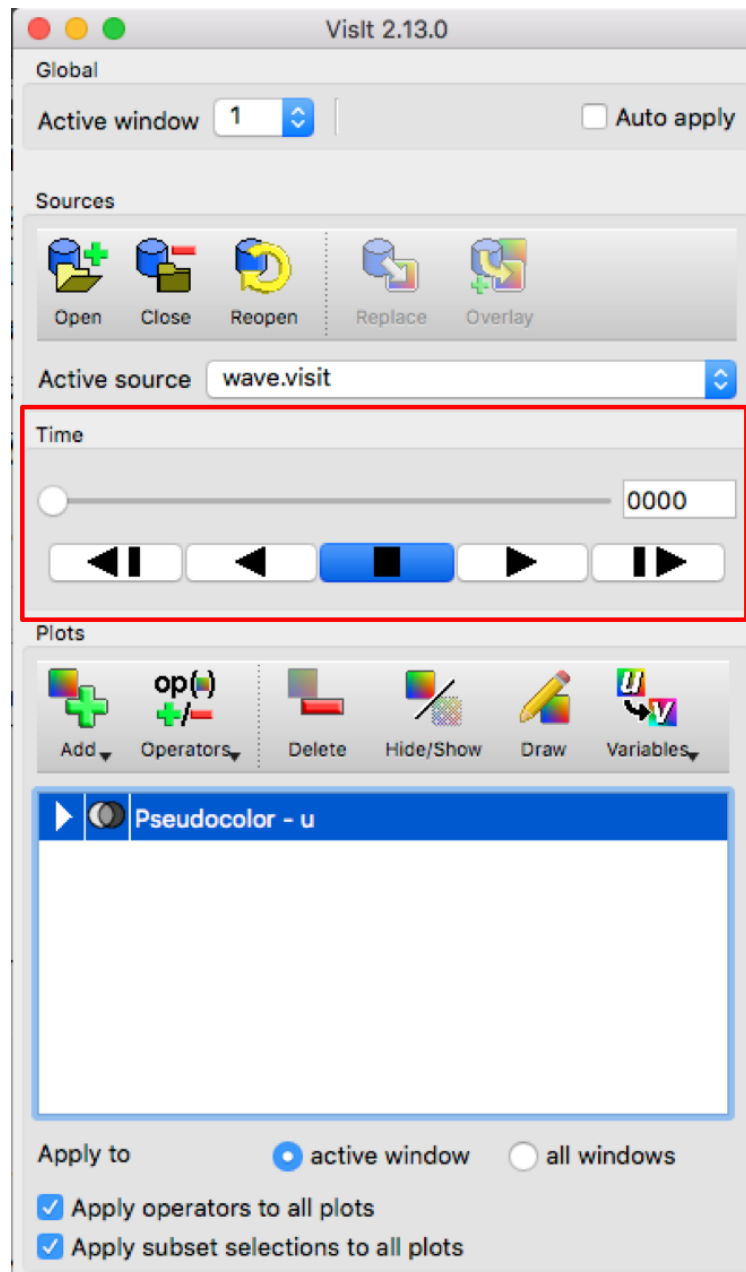 VisIt 2.13.0
Global
Active window 1 Auto apply
Sources
Open Close Reopen Replace Overlay
Active source wave.visit
Time
0000
Plots
op( )
+/-
u
v
Add Operators Delete Hide/Show Draw Variables
Pseudocolor - u
Apply to active window all windows
Apply operators to all plots
Apply subset selections to all plots